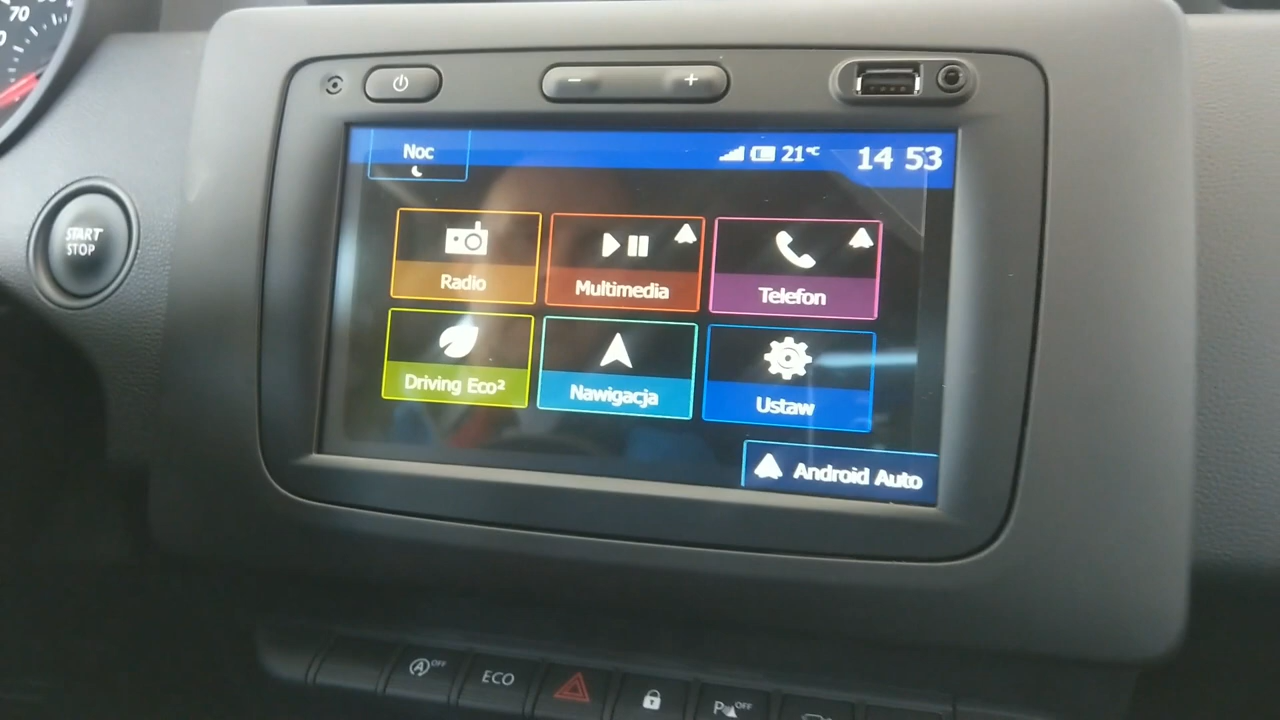 70
START
STOP
Noc
21°C
14 53
Radio
Multimedia
Telefon
Driving Eco²
Nawigacja
Ustaw
Android Auto
A OFF
ECO
P OFF